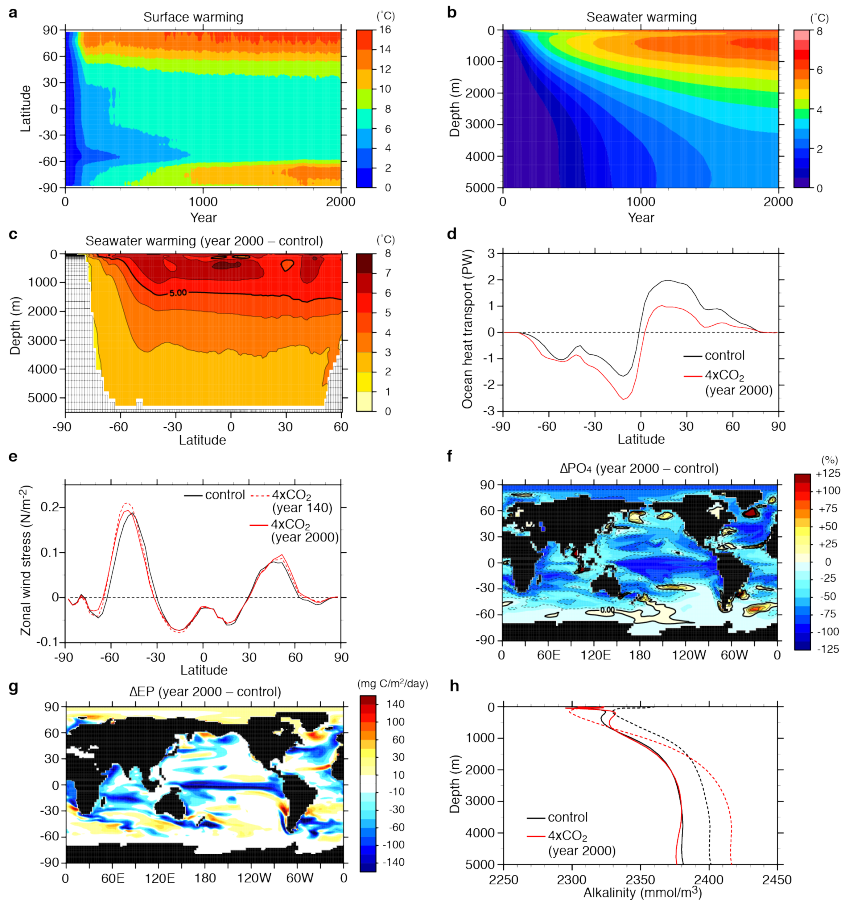 a
Surface warming
(˚C)
90
60
30
0
-30
-60
-90
Latitude
0
1000
2000
Year
16
14
12
10
8
6
4
2
0
b
Seawater warming
(˚C)
0
1000
2000
3000
4000
5000
Depth (m)
0
1000
2000
Year
8
6
4
2
0
c
Seawater warming (year 2000 – control)
(˚C)
0
1000
2000
3000
4000
5000
Depth (m)
5.00
-90
-60
-30
0
30
60
Latitude
8
7
6
5
4
3
2
1
0
d
3
2
1
0
-1
-2
-3
Ocean heat transport (PW)
control
4xCO2
(year 2000)
-90
-60
-30
0
30
60
90
Latitude
e
0.2
0.1
0
-0.1
Zonal wind stress (N/m-2)
control
4xCO2
(year 140)
4xCO2
(year 2000)
-90
-60
-30
0
30
60
90
Latitude
f
ΔPO4 (year 2000 – control)
(%)
90
60
30
0
-30
-60
-90
0.00
0
60E
120E
180
120W
60W
0
+125
+100
+75
+50
+25
0
-25
-50
-75
-100
-125
g
ΔEP (year 2000 – control)
(mg C/m2/day)
90
60
30
0
-30
-60
-90
0
60E
120E
180
120W
60W
0
140
100
60
30
10
-10
-30
-60
-100
-140
h
0
1000
2000
3000
4000
5000
Depth (m)
control
4xCO2
(year 2000)
2250
2300
2350
2400
2450
Alkalinity (mmol/m3)